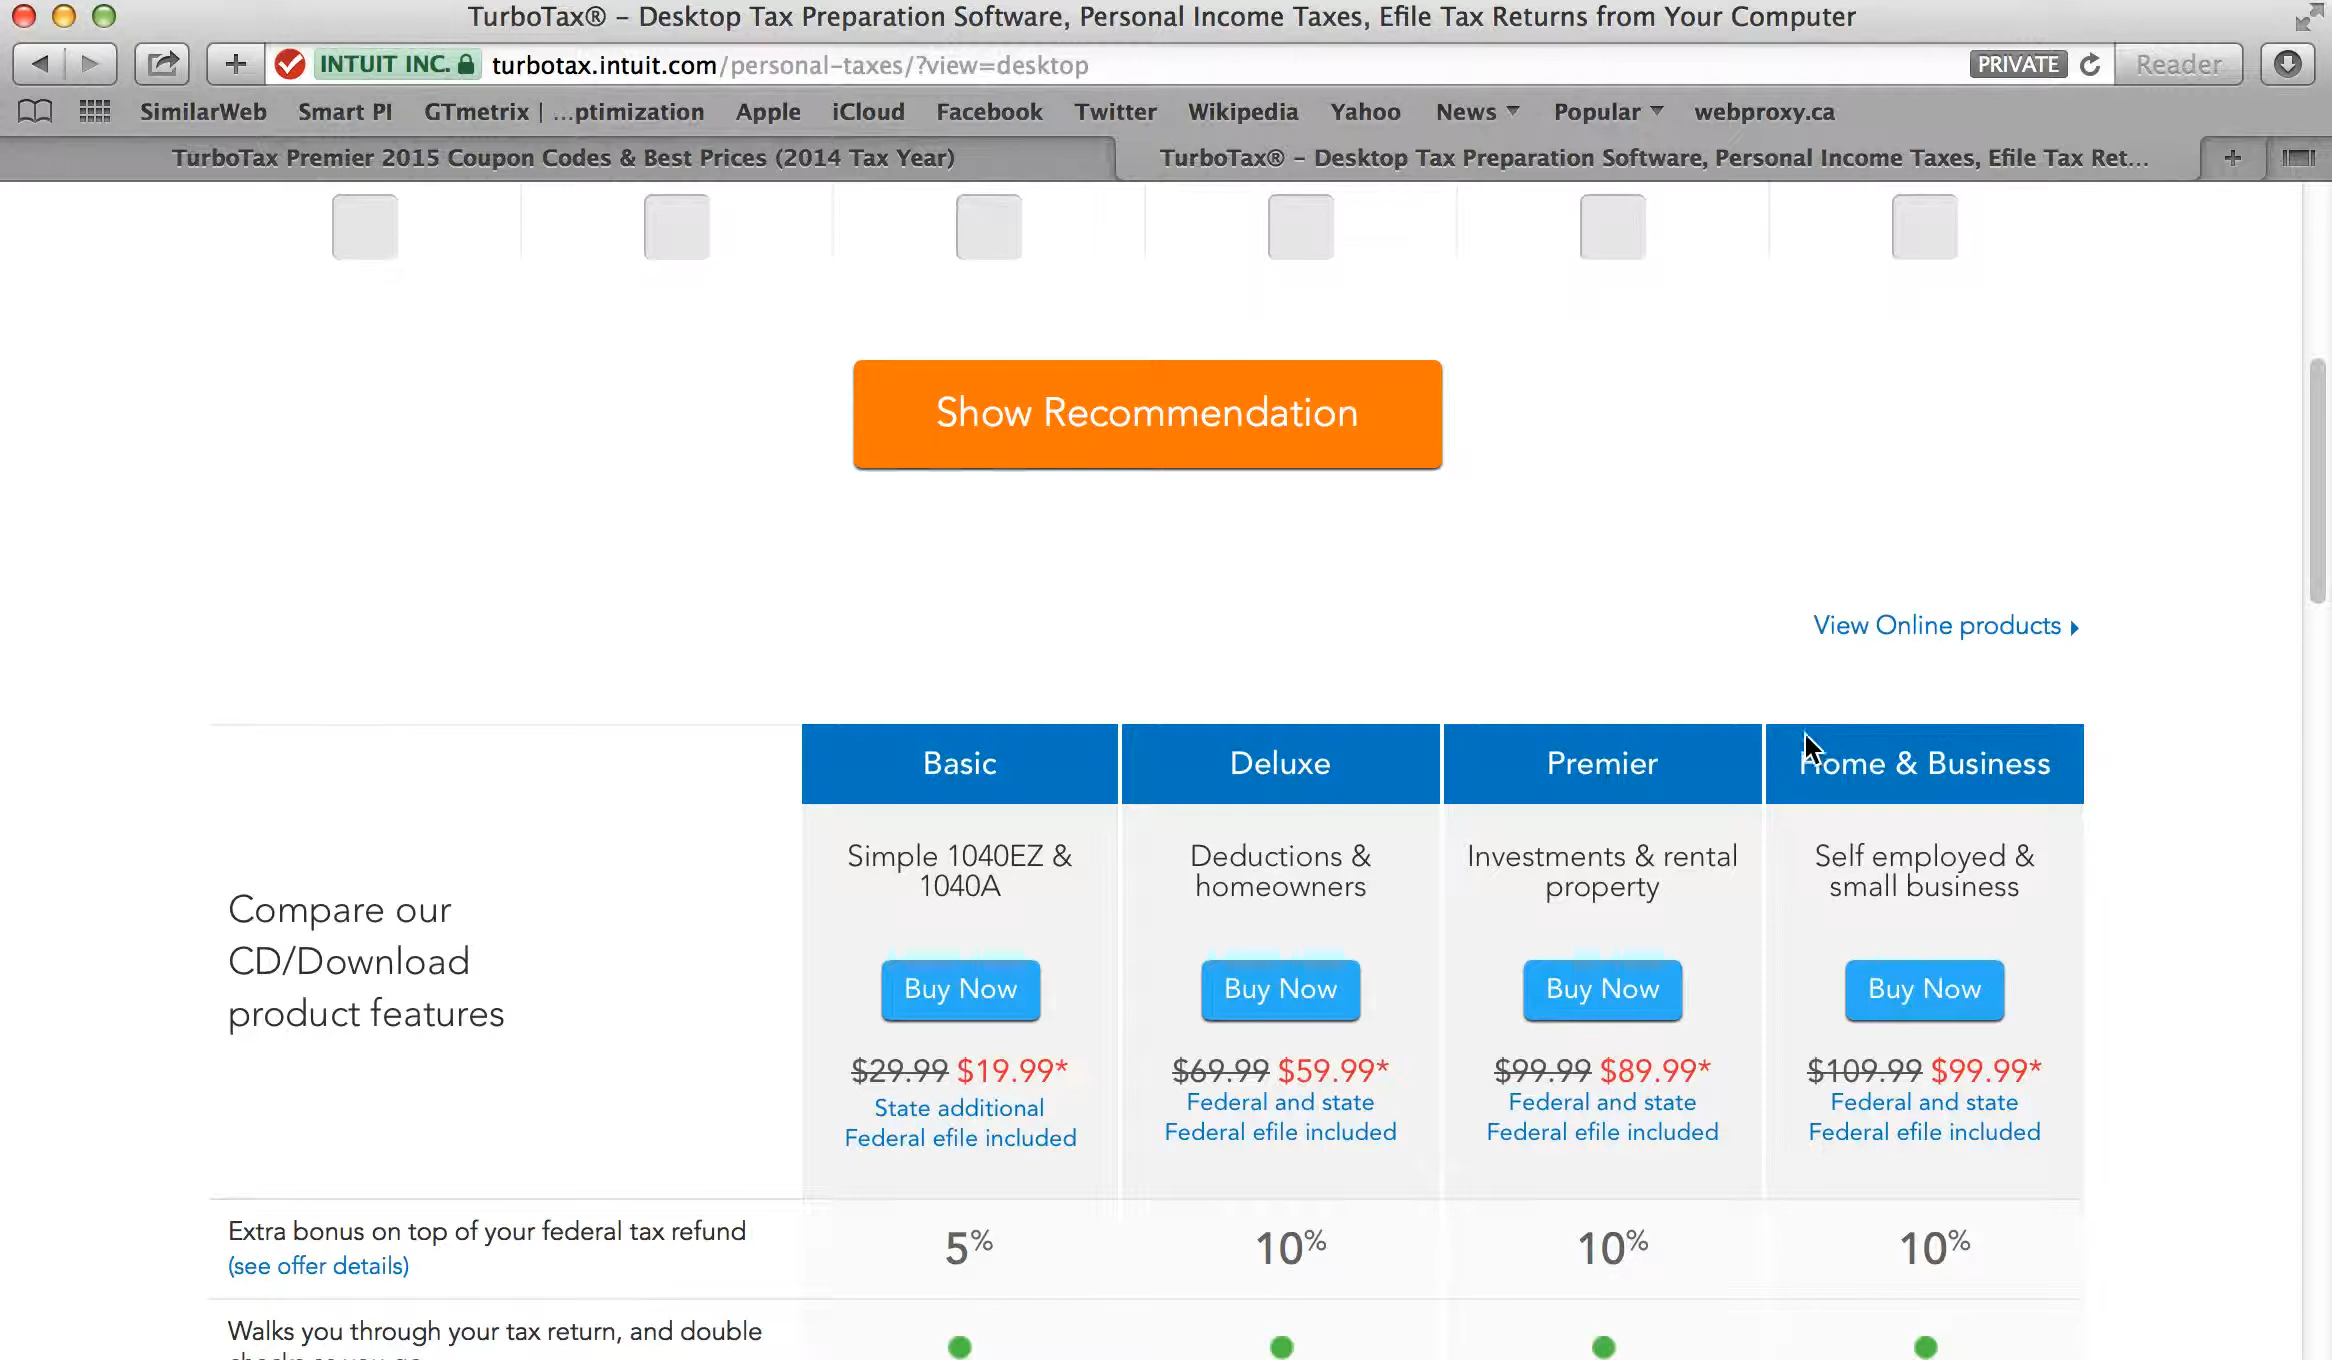 TurboTax® – Desktop Tax Preparation Software, Personal Income Taxes, Efile Tax Returns from Your Computer
INTUIT INC. turbotax.intuit.com/personal-taxes/?view=desktop PRIVATE Reader
SimilarWeb Smart PI GTmetrix | ...ptimization Apple iCloud Facebook Twitter Wikipedia Yahoo News Popular webproxy.ca
TurboTax Premier 2015 Coupon Codes & Best Prices (2014 Tax Year) TurboTax® – Desktop Tax Preparation Software, Personal Income Taxes, Efile Tax Ret...
Show Recommendation
View Online products
Basic Deluxe Premier Home & Business
Compare our
CD/Download
product features
Simple 1040EZ &
1040A
Buy Now
$29.99 $19.99*
State additional
Federal efile included
Deductions &
homeowners
Buy Now
$69.99 $59.99*
Federal and state
Federal efile included
Investments & rental
property
Buy Now
$99.99 $89.99*
Federal and state
Federal efile included
Self employed &
small business
Buy Now
$109.99 $99.99*
Federal and state
Federal efile included
Extra bonus on top of your federal tax refund
(see offer details)
5% 10% 10% 10%
Walks you through your tax return, and double